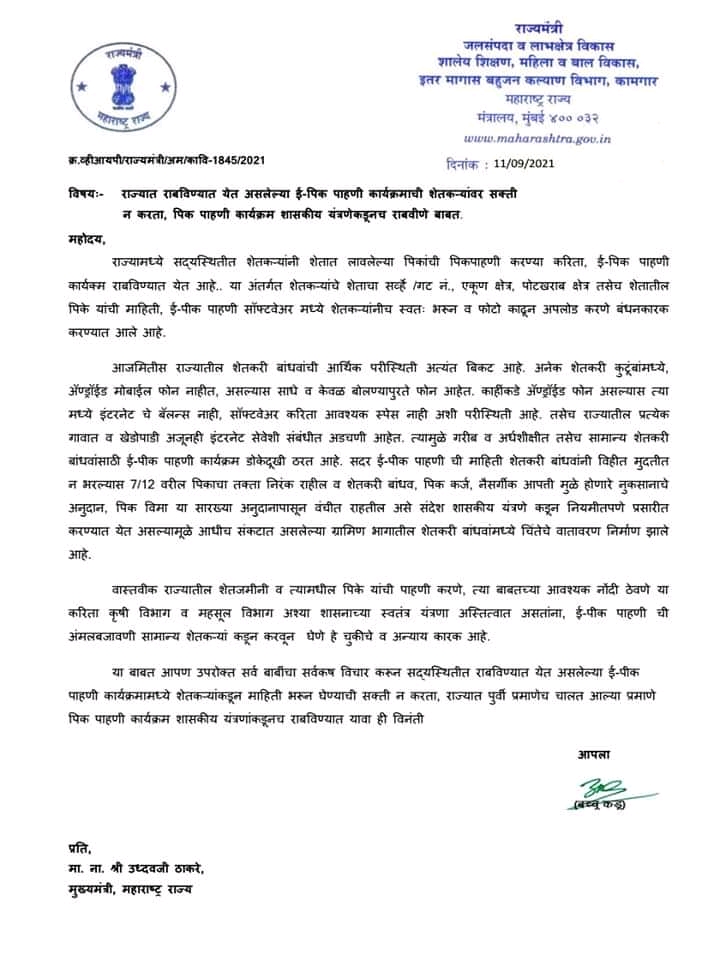 राज्यमंत्री
महाराष्ट्र राज्य
राज्यमंत्री
जलसंपदा व लाभक्षेत्र विकास
शालेय शिक्षण, महिला व बाल विकास,
इतर मागास बहुजन कल्याण विभाग, कामगार
महाराष्ट्र राज्य
मंत्रालय, मुंबई ४०० ०३२
www.maharashtra.gov.in
क्र.व्हीआयपी/राज्यमंत्री/अम/कावि-1845/2021
दिनांक : 11/09/2021
विषयः- राज्यात राबविण्यात येत असलेल्या ई-पिक पाहणी कार्यक्रमाची शेतकऱ्यांवर सक्ती
न करता, पिक पाहणी कार्यक्रम शासकीय यंत्रणेकडूनच राबवीणे बाबत.
महोदय,
राज्यामध्ये सद्यस्थितीत शेतकऱ्यांनी शेतात लावलेल्या पिकांची पिकपाहणी करण्या करिता, ई-पिक पाहणी
कार्यक्म राबविण्यात येत आहे.. या अंतर्गत शेतकऱ्यांचे शेताचा सर्व्हे /गट नं., एकूण क्षेत्र, पोटखराब क्षेत्र तसेच शेतातील
पिके यांची माहिती, ई-पीक पाहणी सॉफ्टवेअर मध्ये शेतकऱ्यांनीच स्वतः भरून व फोटो काढून अपलोड करणे बंधनकारक
करण्यात आले आहे.
आजमितीस राज्यातील शेतकरी बांधवांची आर्थिक परीस्थिती अत्यंत बिकट आहे. अनेक शेतकरी कुटूंबांमध्ये,
ॲण्ड्रॉईड मोबाईल फोन नाहीत, असल्यास साधे व केवळ बोलण्यापुरते फोन आहेत. काहींकडे ॲण्ड्रॉईड फोन असल्यास त्या
मध्ये इंटरनेट चे बॅलन्स नाही, सॉफ्टवेअर करिता आवश्यक स्पेस नाही अशी परीस्थिती आहे. तसेच राज्यातील प्रत्येक
गावात व खेडोपाडी अजूनही इंटरनेट सेवेशी संबंधीत अडचणी आहेत. त्यामुळे गरीब व अर्धशीक्षीत तसेच सामान्य शेतकरी
बांधवांसाठी ई-पीक पाहणी कार्यक्रम डोकेदूखी ठरत आहे. सदर ई-पीक पाहणी ची माहिती शेतकरी बांधवांनी विहीत मुदतीत
न भरल्यास 7/12 वरील पिकाचा तक्ता निरंक राहील व शेतकरी बांधव, पिक कर्ज, नैसर्गीक आपती मुळे होणारे नुकसानाचे
अनुदान, पिक विमा या सारख्या अनुदानापासून वंचीत राहतील असे संदेश शासकीय यंत्रणे कडून नियमीतपणे प्रसारीत
करण्यात येत असल्यामूळे आधीच संकटात असलेल्या ग्रामिण भागातील शेतकरी बांधवांमध्ये चिंतेचे वातावरण निर्माण झाले
आहे.
वास्तवीक राज्यातील शेतजमीनी व त्यामधील पिके यांची पाहणी करणे, त्या बाबतच्या आवश्यक नोंदी ठेवणे या
करिता कृषी विभाग व महसूल विभाग अश्या शासनाच्या स्वतंत्र यंत्रणा अस्तित्वात असतांना, ई-पीक पाहणी ची
अंमलबजावणी सामान्य शेतकऱ्यां कडून करवून घेणे हे चुकीचे व अन्याय कारक आहे.
या बाबत आपण उपरोक्त सर्व बाबींचा सर्वकष विचार करून सद्यस्थितीत राबविण्यात येत असलेल्या ई-पीक
पाहणी कार्यक्रमामध्ये शेतकऱ्यांकडून माहिती भरून घेण्याची सक्ती न करता, राज्यात पुर्वी प्रमाणेच चालत आल्या प्रमाणे
पिक पाहणी कार्यक्रम शासकीय यंत्रणांकडूनच राबविण्यात यावा ही विनंती
आपला
(बच्चू कडू)
प्रति,
मा. ना. श्री उध्दवजी ठाकरे,
मुख्यमंत्री, महाराष्ट्र राज्य